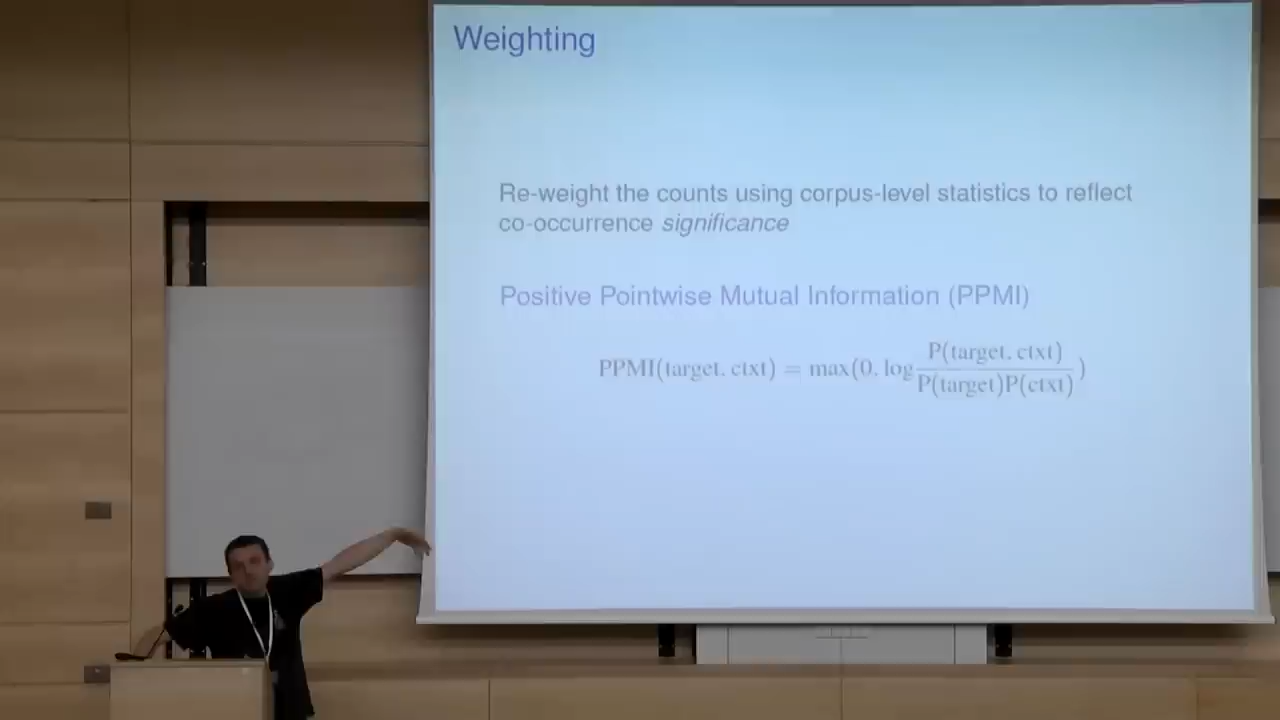 Weighting
Re-weight the counts using corpus-level statistics to reflect
co-occurrence significance
Positive Pointwise Mutual Information (PPMI)
PPMI(target, ctxt) = max(0, log P(target, ctxt) / P(target)P(ctxt) )